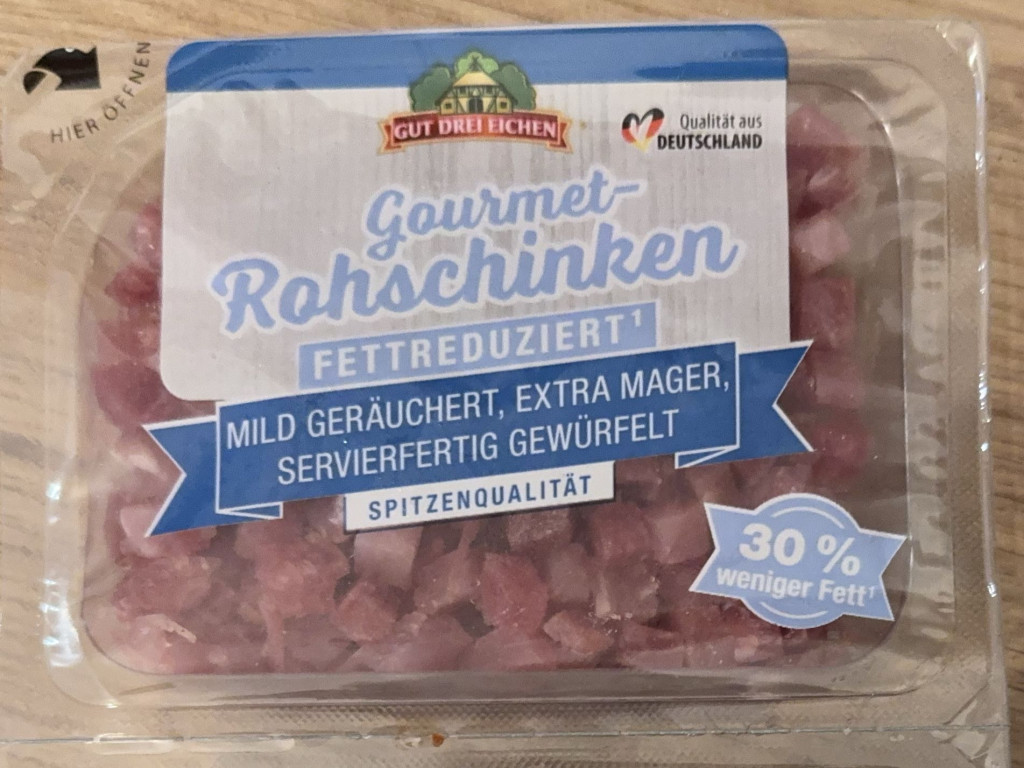 HIER ÖFFNEN
GUT DREI EICHEN
Qualität aus
DEUTSCHLAND
Gourmet-
Rohschinken
FETTREDUZIERT¹
MILD GERÄUCHERT, EXTRA MAGER,
SERVIERFERTIG GEWÜRFELT
SPITZENQUALITÄT
30 %
weniger Fett¹